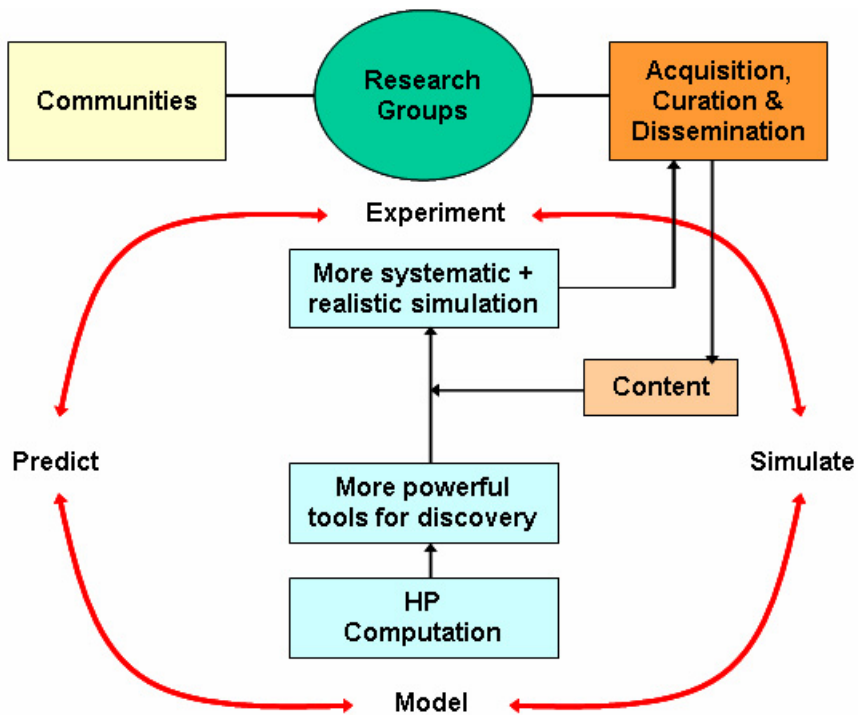 Communities
Research
Groups
Acquisition,
Curation &
Dissemination
Experiment
More systematic +
realistic simulation
Content
Predict
Simulate
More powerful
tools for discovery
HP
Computation
Model